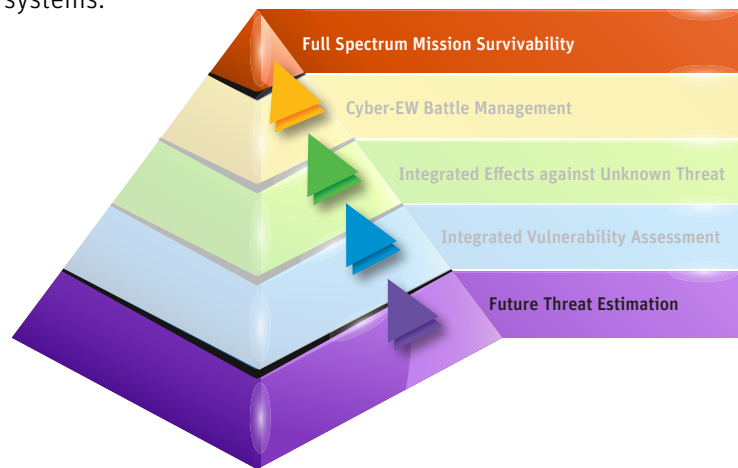 systems.
Full Spectrum Mission Survivability
Cyber-EW Battle Management
Integrated Effects against Unknown Threat
Integrated Vulnerability Assessment
Future Threat Estimation